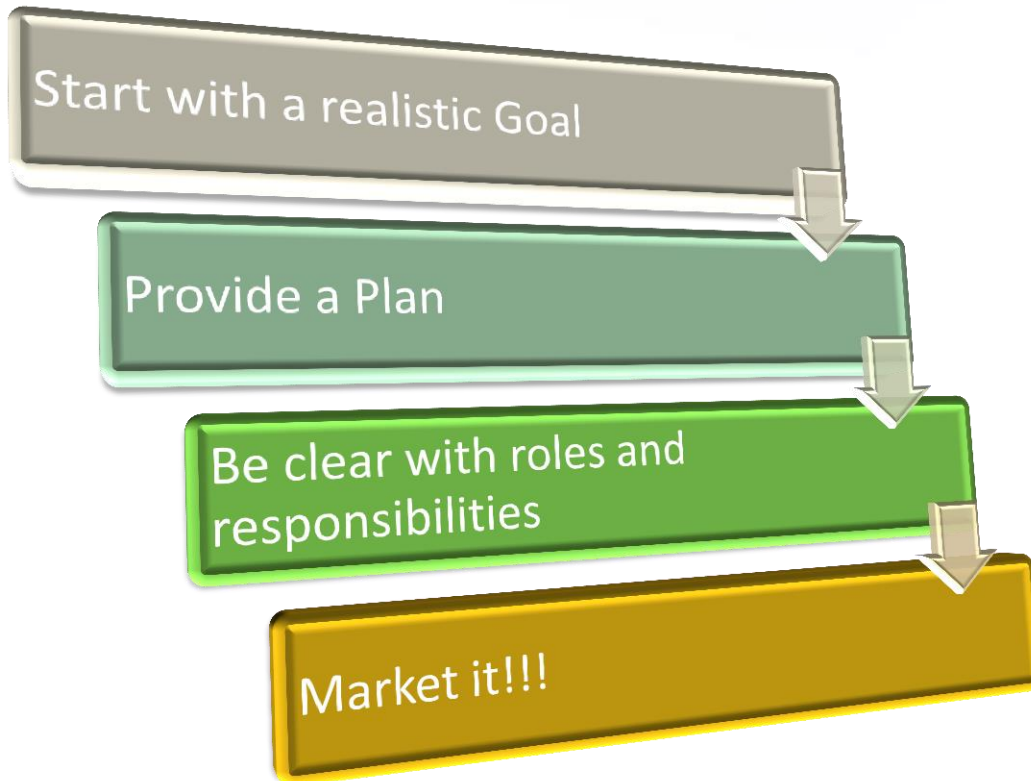 Start with a realistic Goal
Provide a Plan
Be clear with roles and
responsibilities
Market it!!!